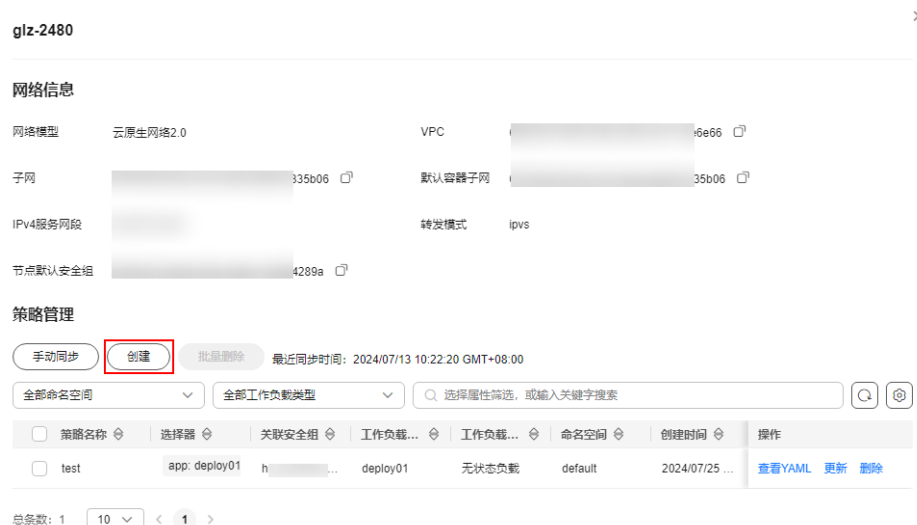 glz-2480
网络信息
网络模型 云原生网络2.0 VPC e6e66
子网 335b06 默认容器子网 35b06
IPv4服务网段 转发模式 ipvs
节点默认安全组 4289a
策略管理
手动同步 创建 批量删除 最近同步时间：2024/07/13 10:22:20 GMT+08:00
全部命名空间 全部工作负载类型 选择属性筛选，或输入关键字搜索
策略名称 选择器 关联安全组 工作负载... 工作负载... 命名空间 创建时间 操作
test app: deploy01 h ... deploy01 无状态负载 default 2024/07/25 ... 查看YAML 更新 删除
总条数：1 10 1